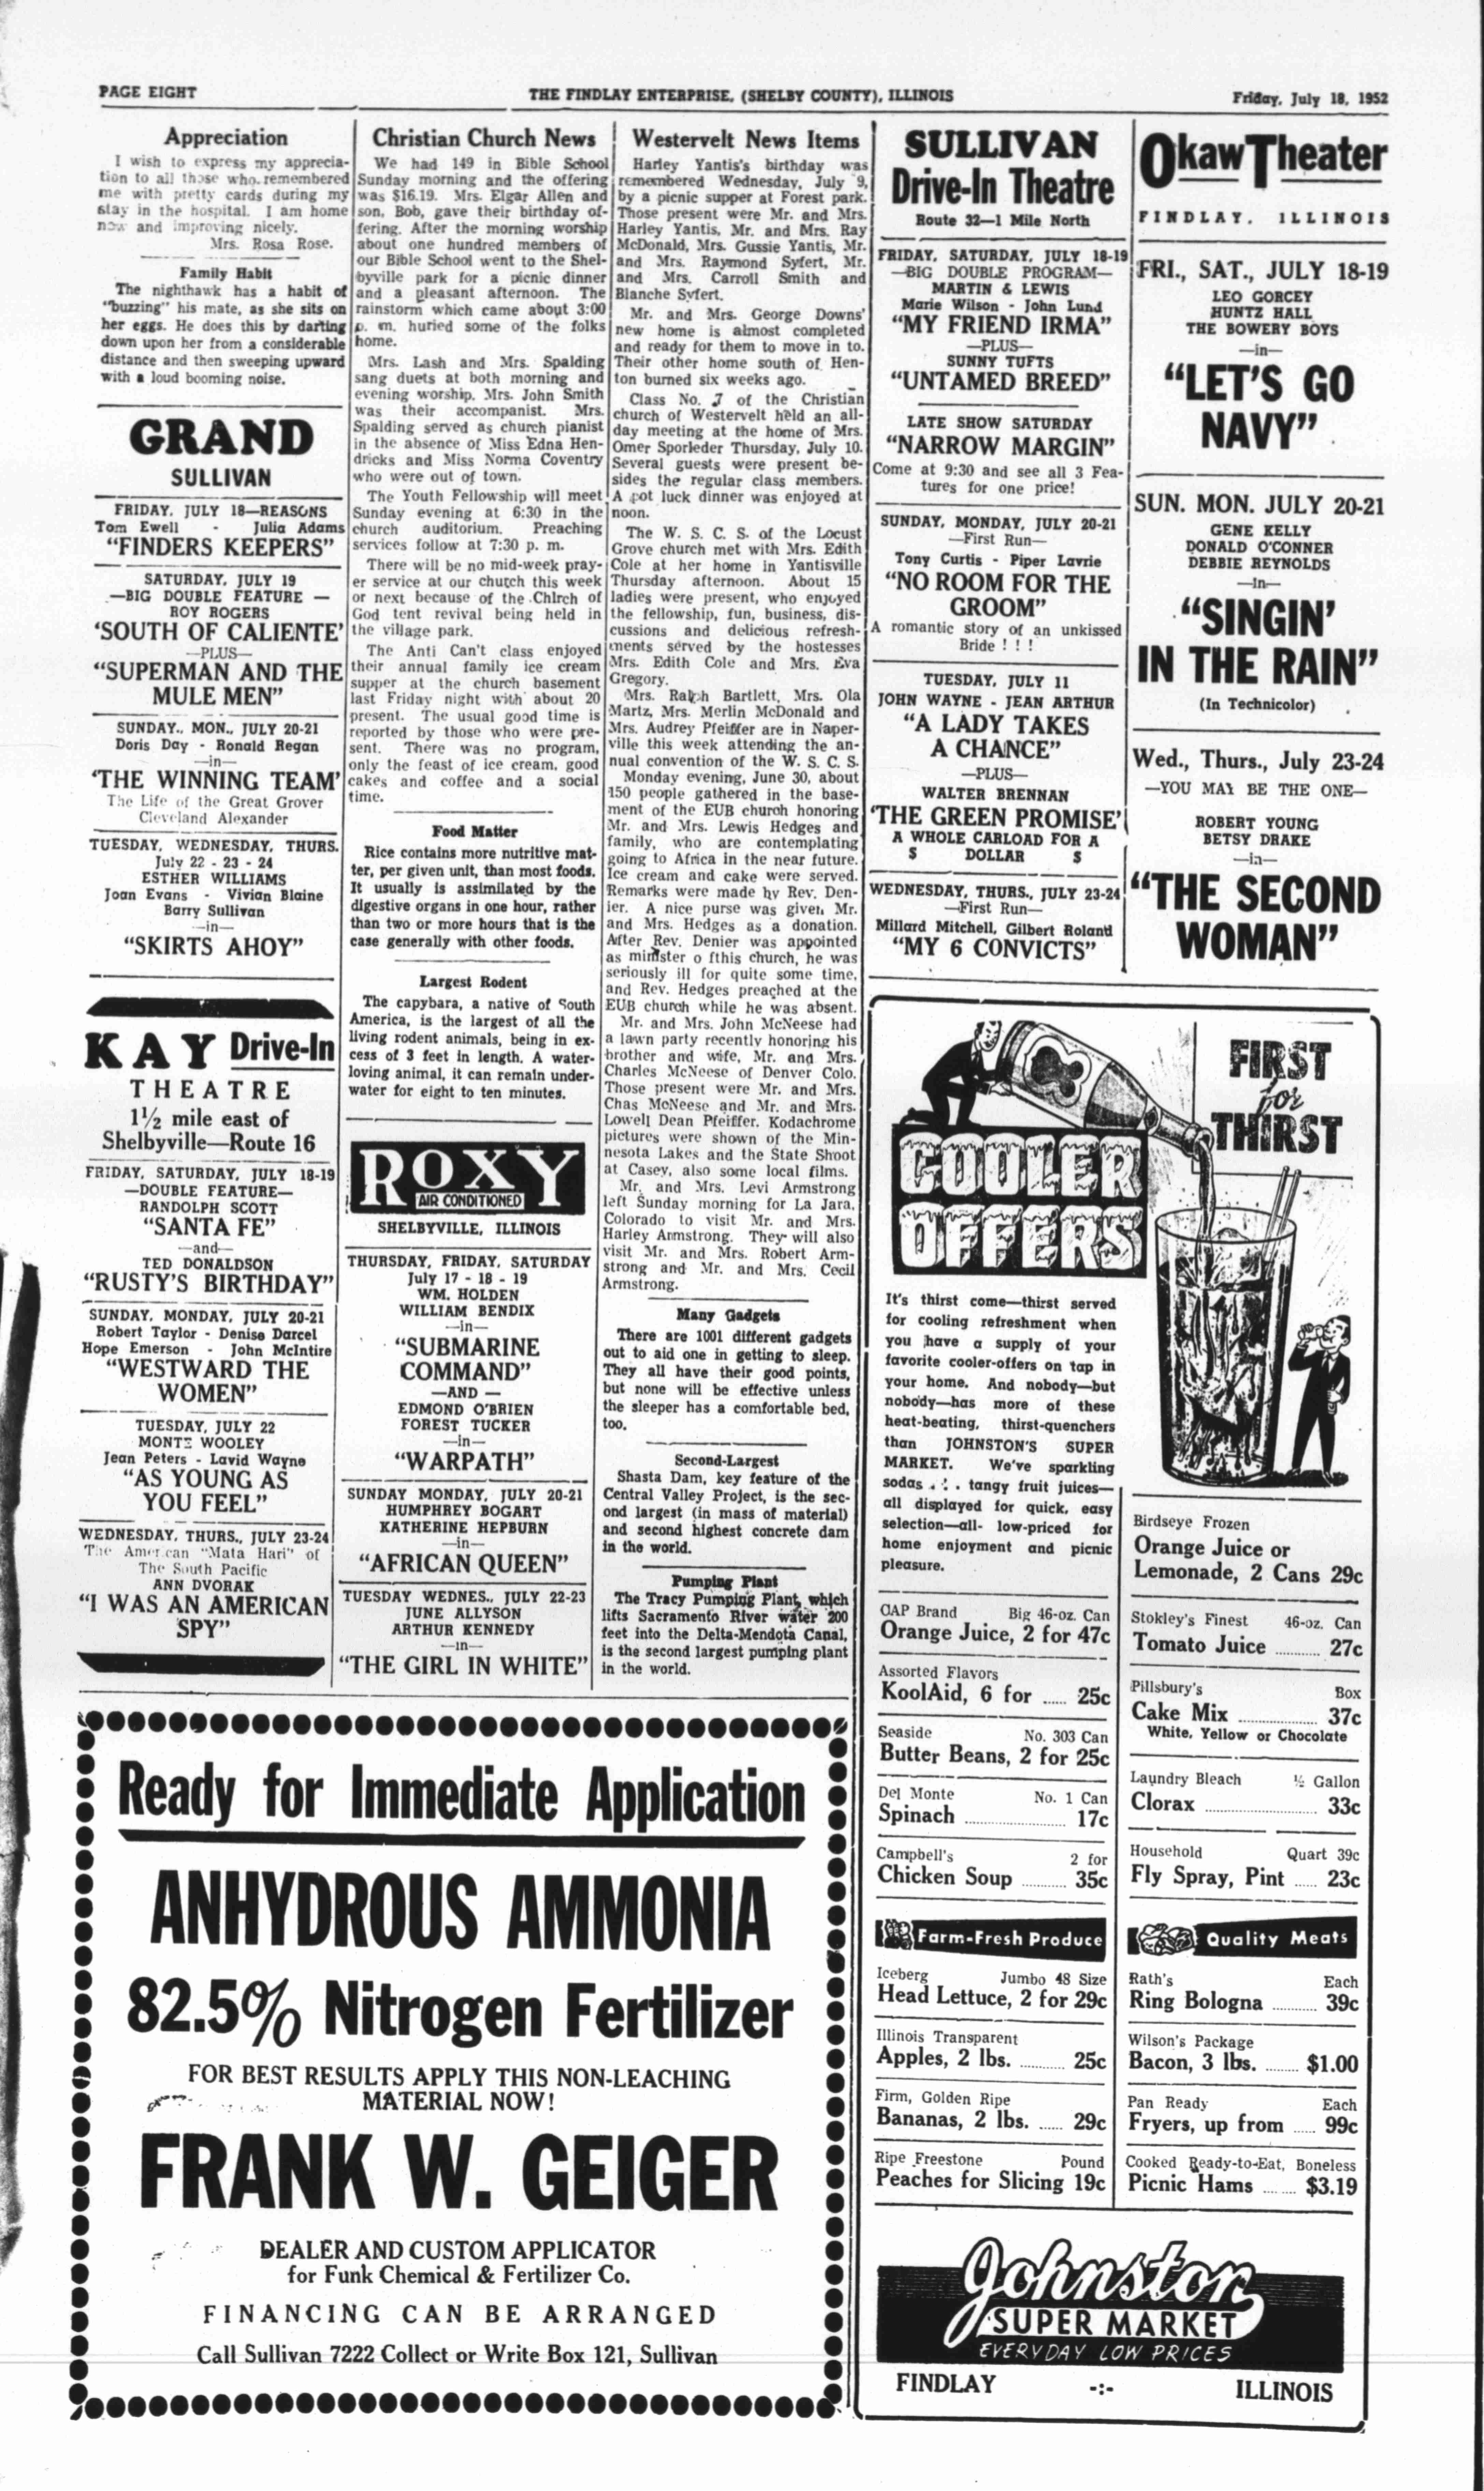 PAGE EIGHT
THE FINDLAY ENTERPRISE, (SHELBY COUNTY), ILLINOIS
Friday, July 18, 1952
Appreciation
I wish to express my apprecia-
tion to all those who remembered
me with pretty cards during my
stay in the hospital. I am home
now and improving nicely.
Mrs. Rosa Rose.
Family Habit
The nighthawk has a habit of
"buzzing" his mate, as she sits on
her eggs. He does this by darting
down upon her from a considerable
distance and then sweeping upward
with a loud booming noise.
GRAND
SULLIVAN
FRIDAY, JULY 18—REASONS
Tom Ewell - Julia Adams
"FINDERS KEEPERS"
SATURDAY, JULY 19
—BIG DOUBLE FEATURE —
ROY ROGERS
'SOUTH OF CALIENTE'
—PLUS—
"SUPERMAN AND THE
MULE MEN"
SUNDAY., MON., JULY 20-21
Doris Day - Ronald Regan
—in—
'THE WINNING TEAM'
The Life of the Great Grover
Cleveland Alexander
TUESDAY, WEDNESDAY, THURS.
July 22 - 23 - 24
ESTHER WILLIAMS
Joan Evans - Vivian Blaine
Barry Sullivan
—in—
"SKIRTS AHOY"
KAY Drive-In
THEATRE
1½ mile east of
Shelbyville—Route 16
FRIDAY, SATURDAY, JULY 18-19
—DOUBLE FEATURE—
RANDOLPH SCOTT
"SANTA FE"
—and—
TED DONALDSON
"RUSTY'S BIRTHDAY"
SUNDAY, MONDAY, JULY 20-21
Robert Taylor - Denise Darcel
Hope Emerson - John McIntire
"WESTWARD THE
WOMEN"
TUESDAY, JULY 22
MONTE WOOLEY
Jean Peters - Lavid Wayne
"AS YOUNG AS
YOU FEEL"
WEDNESDAY, THURS., JULY 23-24
The American "Mata Hari" of
The South Pacific
ANN DVORAK
"I WAS AN AMERICAN
SPY"
Christian Church News
We had 149 in Bible School
Sunday morning and the offering
was $16.19. Mrs. Elgar Allen and
son, Bob, gave their birthday of-
fering. After the morning worship
about one hundred members of
our Bible School went to the Shel-
byville park for a picnic dinner
and a pleasant afternoon. The
rainstorm which came about 3:00
p. m. huried some of the folks
home.
Mrs. Lash and Mrs. Spalding
sang duets at both morning and
evening worship. Mrs. John Smith
was their accompanist. Mrs.
Spalding served as church pianist
in the absence of Miss Edna Hen-
dricks and Miss Norma Coventry
who were out of town.
The Youth Fellowship will meet
Sunday evening at 6:30 in the
church auditorium. Preaching
services follow at 7:30 p. m.
There will be no mid-week pray-
er service at our church this week
or next because of the Chlrch of
God tent revival being held in
the village park.
The Anti Can't class enjoyed
their annual family ice cream
supper at the church basement
last Friday night with about 20
present. The usual good time is
reported by those who were pre-
sent. There was no program,
only the feast of ice cream, good
cakes and coffee and a social
time.
Food Matter
Rice contains more nutritive mat-
ter, per given unit, than most foods.
It usually is assimilated by the
digestive organs in one hour, rather
than two or more hours that is the
case generally with other foods.
Largest Rodent
The capybara, a native of South
America, is the largest of all the
living rodent animals, being in ex-
cess of 3 feet in length. A water-
loving animal, it can remain under-
water for eight to ten minutes.
ROXY
AIR CONDITIONED
SHELBYVILLE, ILLINOIS
THURSDAY, FRIDAY, SATURDAY
July 17 - 18 - 19
WM. HOLDEN
WILLIAM BENDIX
—in—
"SUBMARINE
COMMAND"
—AND —
EDMOND O'BRIEN
FOREST TUCKER
—in—
"WARPATH"
SUNDAY MONDAY, JULY 20-21
HUMPHREY BOGART
KATHERINE HEPBURN
—in—
"AFRICAN QUEEN"
TUESDAY WEDNES., JULY 22-23
JUNE ALLYSON
ARTHUR KENNEDY
—in—
"THE GIRL IN WHITE"
Westervelt News Items
Harley Yantis's birthday was
remembered Wednesday, July 9,
by a picnic supper at Forest park.
Those present were Mr. and Mrs.
Harley Yantis, Mr. and Mrs. Ray
McDonald, Mrs. Gussie Yantis, Mr.
and Mrs. Raymond Syfert, Mr.
and Mrs. Carroll Smith and
Blanche Syfert.
Mr. and Mrs. George Downs'
new home is almost completed
and ready for them to move in to.
Their other home south of Hen-
ton burned six weeks ago.
Class No. 7 of the Christian
church of Westervelt held an all-
day meeting at the home of Mrs.
Omer Sporleder Thursday, July 10.
Several guests were present be-
sides the regular class members.
A pot luck dinner was enjoyed at
noon.
The W. S. C. S. of the Locust
Grove church met with Mrs. Edith
Cole at her home in Yantisville
Thursday afternoon. About 15
ladies were present, who enjoyed
the fellowship, fun, business, dis-
cussions and delicious refresh-
ments served by the hostesses
Mrs. Edith Cole and Mrs. Eva
Gregory.
Mrs. Ralph Bartlett, Mrs. Ola
Martz, Mrs. Merlin McDonald and
Mrs. Audrey Pfeiffer are in Naper-
ville this week attending the an-
nual convention of the W. S. C. S.
Monday evening, June 30, about
150 people gathered in the base-
ment of the EUB church honoring
Mr. and Mrs. Lewis Hedges and
family, who are contemplating
going to Africa in the near future.
Ice cream and cake were served.
Remarks were made by Rev. Den-
ier. A nice purse was given Mr.
and Mrs. Hedges as a donation.
After Rev. Denier was appointed
as minister o fthis church, he was
seriously ill for quite some time,
and Rev. Hedges preached at the
EUB church while he was absent.
Mr. and Mrs. John McNeese had
a lawn party recently honoring his
brother and wife, Mr. and Mrs.
Charles McNeese of Denver Colo.
Those present were Mr. and Mrs.
Chas McNeese and Mr. and Mrs.
Lowell Dean Pfeiffer. Kodachrome
pictures were shown of the Min-
nesota Lakes and the State Shoot
at Casey, also some local films.
Mr. and Mrs. Levi Armstrong
left Sunday morning for La Jara,
Colorado to visit Mr. and Mrs.
Harley Armstrong. They will also
visit Mr. and Mrs. Robert Arm-
strong and Mr. and Mrs. Cecil
Armstrong.
Many Gadgets
There are 1001 different gadgets
out to aid one in getting to sleep.
They all have their good points,
but none will be effective unless
the sleeper has a comfortable bed,
too.
Second-Largest
Shasta Dam, key feature of the
Central Valley Project, is the sec-
ond largest (in mass of material)
and second highest concrete dam
in the world.
Pumping Plant
The Tracy Pumping Plant, which
lifts Sacramento River water 200
feet into the Delta-Mendota Canal,
is the second largest pumping plant
in the world.
SULLIVAN
Drive-In Theatre
Route 32—1 Mile North
FRIDAY, SATURDAY, JULY 18-19
—BIG DOUBLE PROGRAM—
MARTIN & LEWIS
Marie Wilson - John Lund
"MY FRIEND IRMA"
—PLUS—
SUNNY TUFTS
"UNTAMED BREED"
LATE SHOW SATURDAY
"NARROW MARGIN"
Come at 9:30 and see all 3 Fea-
tures for one price!
SUNDAY, MONDAY, JULY 20-21
—First Run—
Tony Curtis - Piper Lavrie
"NO ROOM FOR THE
GROOM"
A romantic story of an unkissed
Bride ! ! !
TUESDAY, JULY 11
JOHN WAYNE - JEAN ARTHUR
"A LADY TAKES
A CHANCE"
—PLUS—
WALTER BRENNAN
'THE GREEN PROMISE'
A WHOLE CARLOAD FOR A
$ DOLLAR $
WEDNESDAY, THURS., JULY 23-24
—First Run—
Millard Mitchell, Gilbert Roland
"MY 6 CONVICTS"
Okaw Theater
FINDLAY, ILLINOIS
FRI., SAT., JULY 18-19
LEO GORCEY
HUNTZ HALL
THE BOWERY BOYS
—in—
"LET'S GO
NAVY"
SUN. MON. JULY 20-21
GENE KELLY
DONALD O'CONNER
DEBBIE REYNOLDS
—In—
"SINGIN'
IN THE RAIN"
(In Technicolor)
Wed., Thurs., July 23-24
—YOU MAY BE THE ONE—
ROBERT YOUNG
BETSY DRAKE
—in—
"THE SECOND
WOMAN"
FIRST
for
THIRST
COOLER
OFFERS
It's thirst come—thirst served
for cooling refreshment when
you have a supply of your
favorite cooler-offers on tap in
your home. And nobody—but
nobody—has more of these
heat-beating, thirst-quenchers
than JOHNSTON'S SUPER
MARKET. We've sparkling
sodas . . . tangy fruit juices—
all displayed for quick, easy
selection—all- low-priced for
home enjoyment and picnic
pleasure.
OAP Brand Big 46-oz. Can
Orange Juice, 2 for 47c
Assorted Flavors
KoolAid, 6 for ...... 25c
Seaside No. 303 Can
Butter Beans, 2 for 25c
Del Monte No. 1 Can
Spinach ...... 17c
Campbell's 2 for
Chicken Soup ...... 35c
Farm-Fresh Produce
Iceberg Jumbo 48 Size
Head Lettuce, 2 for 29c
Illinois Transparent
Apples, 2 lbs. ...... 25c
Firm, Golden Ripe
Bananas, 2 lbs. ...... 29c
Ripe Freestone Pound
Peaches for Slicing 19c
Birdseye Frozen
Orange Juice or
Lemonade, 2 Cans 29c
Stokley's Finest 46-oz. Can
Tomato Juice ...... 27c
Pillsbury's Box
Cake Mix ...... 37c
White, Yellow or Chocolate
Laundry Bleach ½ Gallon
Clorax ...... 33c
Household Quart 39c
Fly Spray, Pint ...... 23c
Quality Meats
Rath's Each
Ring Bologna ...... 39c
Wilson's Package
Bacon, 3 lbs. ...... $1.00
Pan Ready Each
Fryers, up from ...... 99c
Cooked Ready-to-Eat, Boneless
Picnic Hams ...... $3.19
Johnston
SUPER MARKET
EVERYDAY LOW PRICES
FINDLAY -:- ILLINOIS
Ready for Immediate Application
ANHYDROUS AMMONIA
82.5% Nitrogen Fertilizer
FOR BEST RESULTS APPLY THIS NON-LEACHING
MATERIAL NOW!
FRANK W. GEIGER
DEALER AND CUSTOM APPLICATOR
for Funk Chemical & Fertilizer Co.
FINANCING CAN BE ARRANGED
Call Sullivan 7222 Collect or Write Box 121, Sullivan